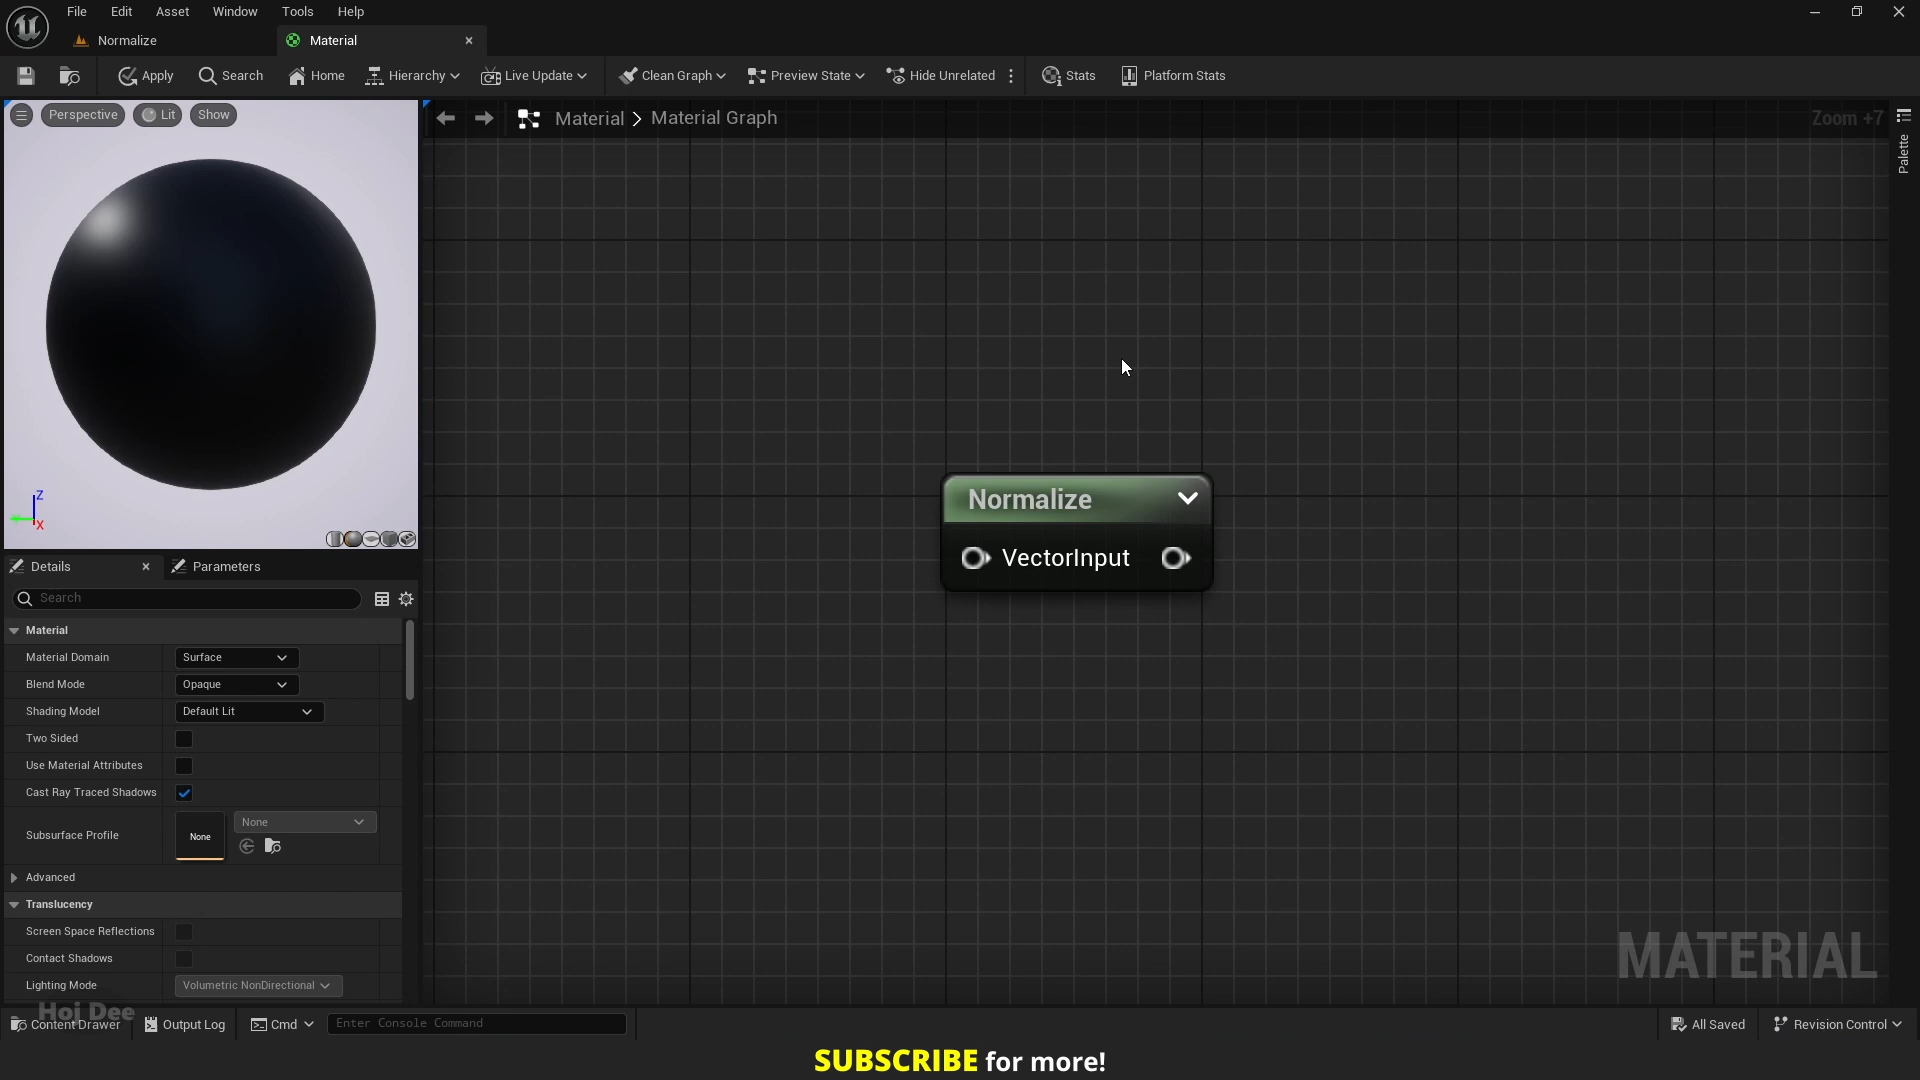 File Edit Asset Window Tools Help
Normalize
Material
Apply Search Home Hierarchy Live Update Clean Graph Preview State Hide Unrelated Stats Platform Stats
Perspective Lit Show
Material > Material Graph
Zoom +7
Palette
Normalize
VectorInput
Z
X
Details
Parameters
Search
Material
Material Domain Surface
Blend Mode Opaque
Shading Model Default Lit
Two Sided
Use Material Attributes
Cast Ray Traced Shadows
Subsurface Profile None None
Advanced
Translucency
Screen Space Reflections
Contact Shadows
Lighting Mode Volumetric NonDirectional
MATERIAL
Hoj Dee
Content Drawer Output Log Cmd Enter Console Command All Saved Revision Control
SUBSCRIBE for more!